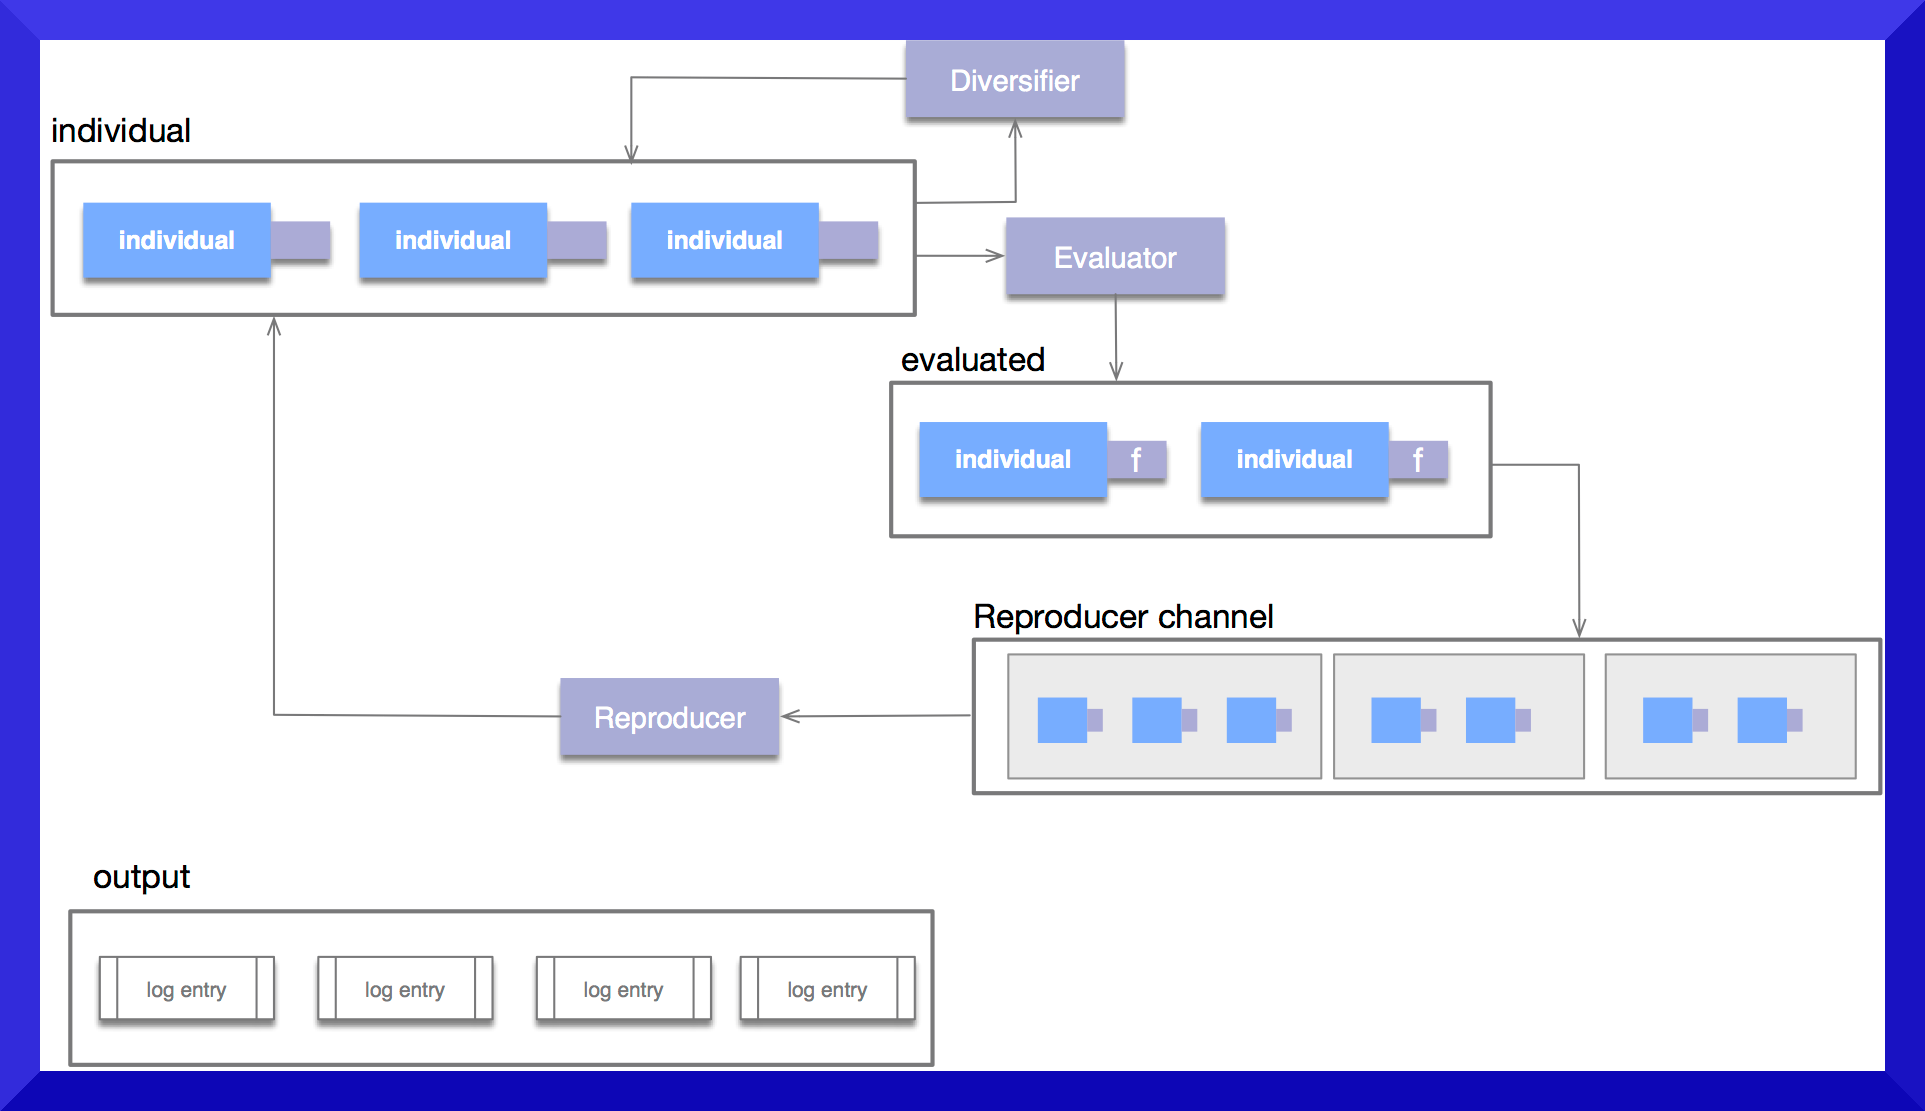 Diversifier
individual
individual
individual
individual
Evaluator
evaluated
individual
f
individual
f
Reproducer channel
Reproducer
output
log entry
log entry
log entry
log entry